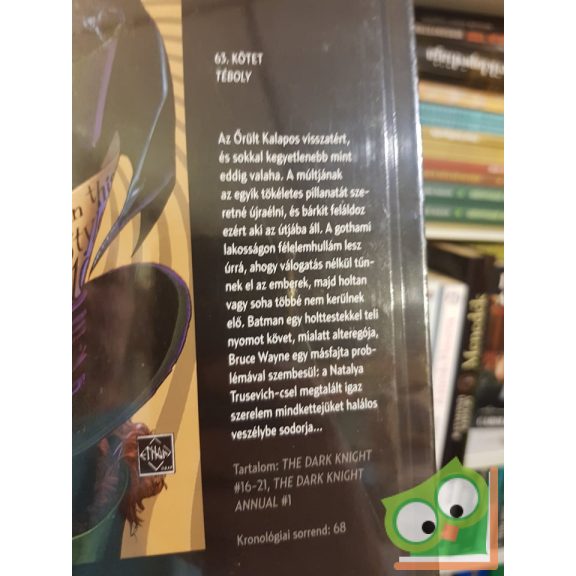 63. KÖTET
TÉBOLY
Az Őrült Kalapos visszatért,
és sokkal kegyetlenebb mint
eddig valaha. A múltjának
az egyik tökéletes pillanatát sze-
retné újraélni, és bárkit feláldoz
ezért aki az útjába áll. A gothami
lakosságon félelemhullám lesz
úrrá, ahogy válogatás nélkül tűn-
nek el az emberek, majd holtan
vagy soha többé nem kerülnek
elő. Batman egy holttestekkel teli
nyomot követ, mialatt alteregója,
Bruce Wayne egy másfajta prob-
lémával szembesül: a Natalya
Trusevich-csel megtalált igaz
szerelem mindkettejüket halálos
veszélybe sodorja...
Tartalom: THE DARK KNIGHT
#16-21, THE DARK KNIGHT
ANNUAL #1
Kronológiai sorrend: 68